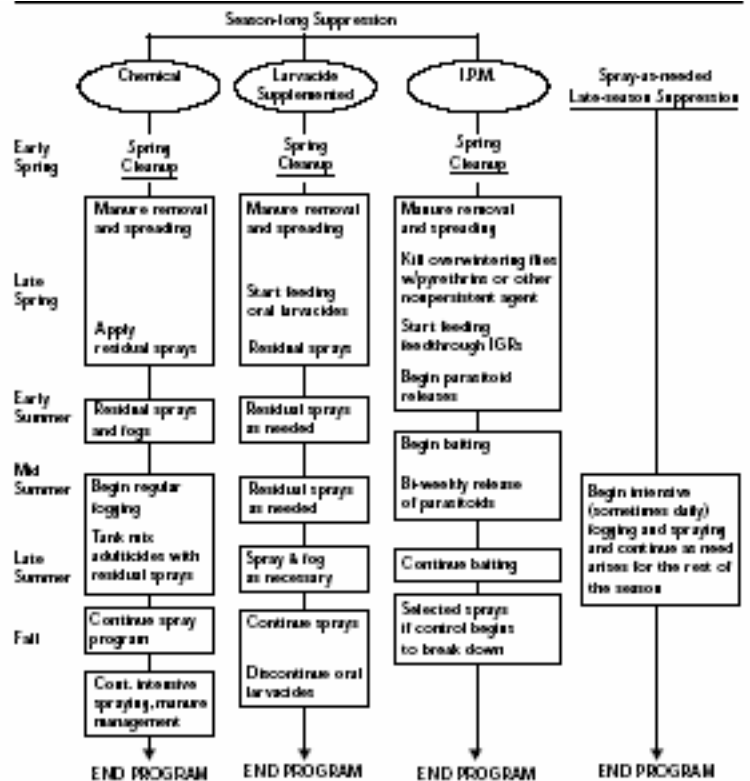 Season-long Suppression
Chemical
Larvacide
Supplemented
I.P.M.
Spray-as-needed
Late-season Suppression
Early
Spring
Spring
Cleanup
Spring
Cleanup
Spring
Cleanup
Late
Spring
Manure removal
and spreading
Apply
residual sprays
Manure removal
and spreading
Start feeding
oral larvacides
Residual sprays
Manure removal
and spreading
Kill overwintering flies
w/pyrethrins or other
nonpersistent agent
Start feeding
feedthrough IGRs
Begin parasitoid
releases
Early
Summer
Residual sprays
and fogs
Residual sprays
as needed
Begin baiting
Bi-weekly release
of parasitoids
Mid
Summer
Begin regular
fogging
Tank mix
adulticides with
residual sprays
Residual sprays
as needed
Begin intensive
(sometimes daily)
fogging and spraying
and continue as need
arises for the rest of
the season
Late
Summer
Spray & fog
as necessary
Continue baiting
Fall
Continue spray
program
Continue sprays
Discontinue oral
larvacides
Selected sprays
if control begins
to break down
Cont. intensive
spraying, manure
management
END PROGRAM
END PROGRAM
END PROGRAM
END PROGRAM